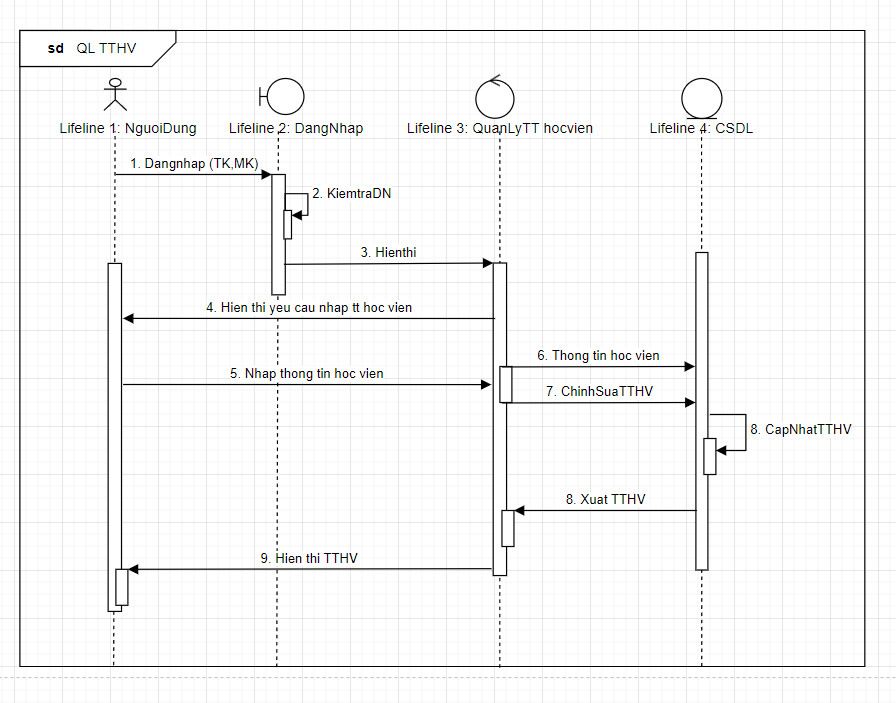 sd QL TTHV
Lifeline 1: NguoiDung
Lifeline 2: DangNhap
Lifeline 3: QuanLyTT hocvien
Lifeline 4: CSDL
1. Dangnhap (TK,MK)
2. KiemtraDN
3. Hienthi
4. Hien thi yeu cau nhap tt hoc vien
6. Thong tin hoc vien
5. Nhap thong tin hoc vien
7. ChinhSuaTTHV
8. CapNhatTTHV
8. Xuat TTHV
9. Hien thi TTHV